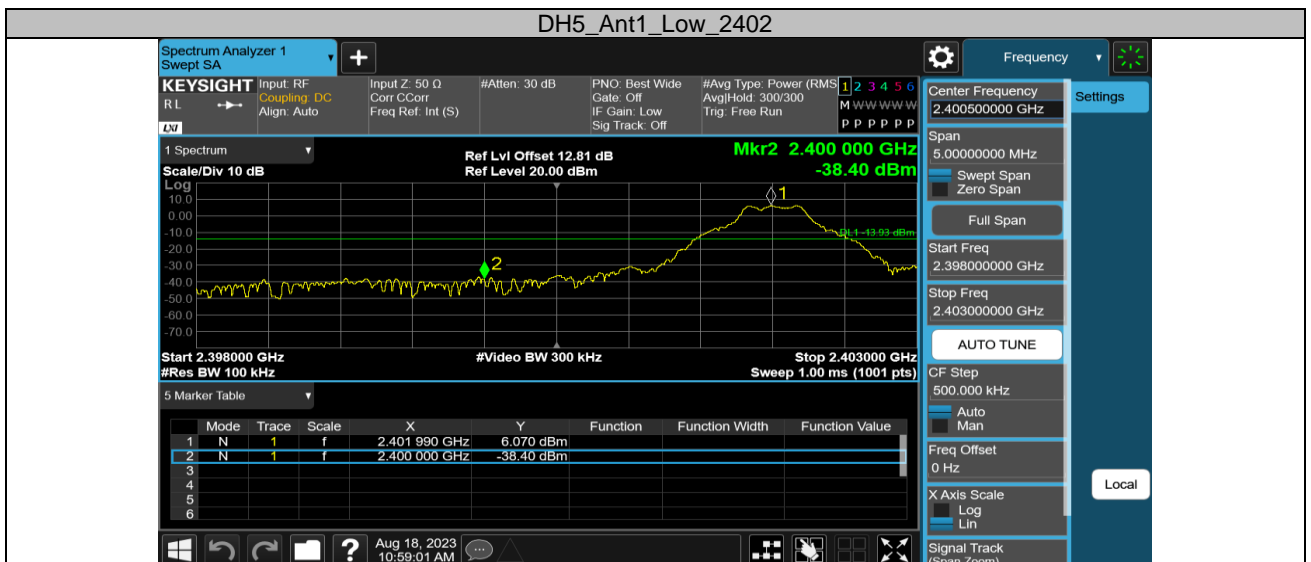 DH5_Ant1_Low_2402
Spectrum Analyzer 1
Swept SA
Frequency
KEYSIGHT
RL
LXI
Input: RF
Coupling: DC
Align: Auto
Input Z: 50 Ω
Corr CCorr
Freq Ref: Int (S)
#Atten: 30 dB
PNO: Best Wide
Gate: Off
IF Gain: Low
Sig Track: Off
#Avg Type: Power (RMS
Avg|Hold: 300/300
Trig: Free Run
1 2 3 4 5 6
M W W W W W
P P P P P P
1 Spectrum
Scale/Div 10 dB
Ref Lvl Offset 12.81 dB
Ref Level 20.00 dBm
Mkr2 2.400 000 GHz
-38.40 dBm
Log
10.0
0.00
-10.0
-20.0
-30.0
-40.0
-50.0
-60.0
-70.0
1
DL1 -13.93 dBm
2
Start 2.398000 GHz
#Res BW 100 kHz
#Video BW 300 kHz
Stop 2.403000 GHz
Sweep 1.00 ms (1001 pts)
5 Marker Table
Mode Trace Scale X Y Function Function Width Function Value
1 N 1 f 2.401 990 GHz 6.070 dBm
2 N 1 f 2.400 000 GHz -38.40 dBm
3
4
5
6
?
Aug 18, 2023
10:59:01 AM
Center Frequency
2.400500000 GHz
Span
5.00000000 MHz
Swept Span
Zero Span
Full Span
Start Freq
2.398000000 GHz
Stop Freq
2.403000000 GHz
AUTO TUNE
CF Step
500.000 kHz
Auto
Man
Freq Offset
0 Hz
X Axis Scale
Log
Lin
Signal Track
(Span Zoom)
Settings
Local